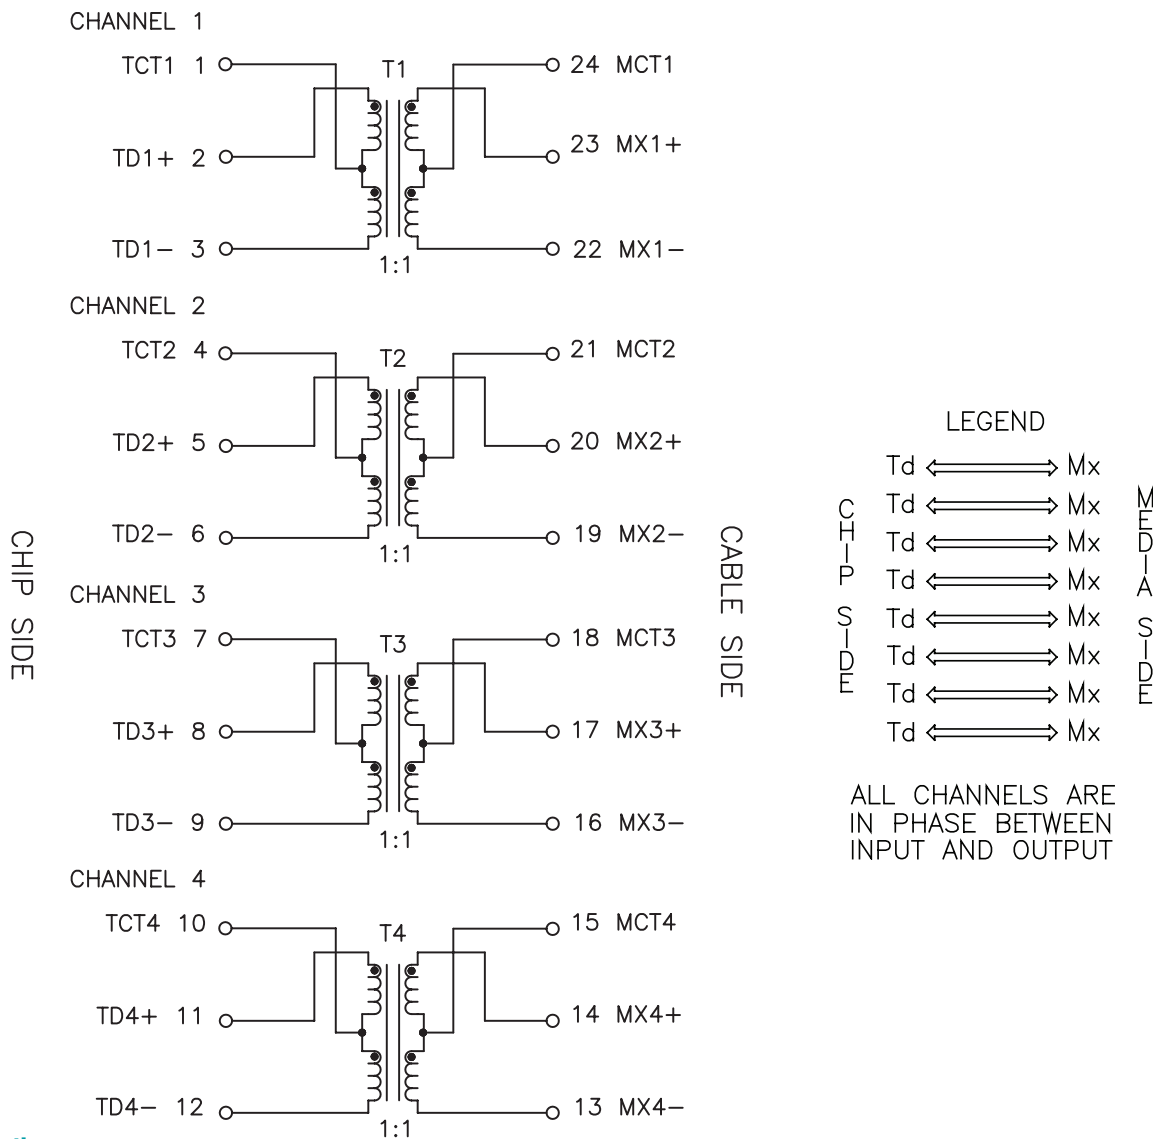 CHANNEL 1
TCT1 1
T1
24 MCT1
TD1+ 2
23 MX1+
TD1− 3
22 MX1−
1:1
CHANNEL 2
TCT2 4
T2
21 MCT2
TD2+ 5
20 MX2+
TD2− 6
19 MX2−
1:1
CHANNEL 3
TCT3 7
T3
18 MCT3
TD3+ 8
17 MX3+
TD3− 9
16 MX3−
1:1
CHANNEL 4
TCT4 10
T4
15 MCT4
TD4+ 11
14 MX4+
TD4− 12
13 MX4−
1:1
CHIP SIDE
CABLE SIDE
LEGEND
CHIP SIDE
Td Mx
Td Mx
Td Mx
Td Mx
Td Mx
Td Mx
Td Mx
Td Mx
MEDIA SIDE
ALL CHANNELS ARE
IN PHASE BETWEEN
INPUT AND OUTPUT